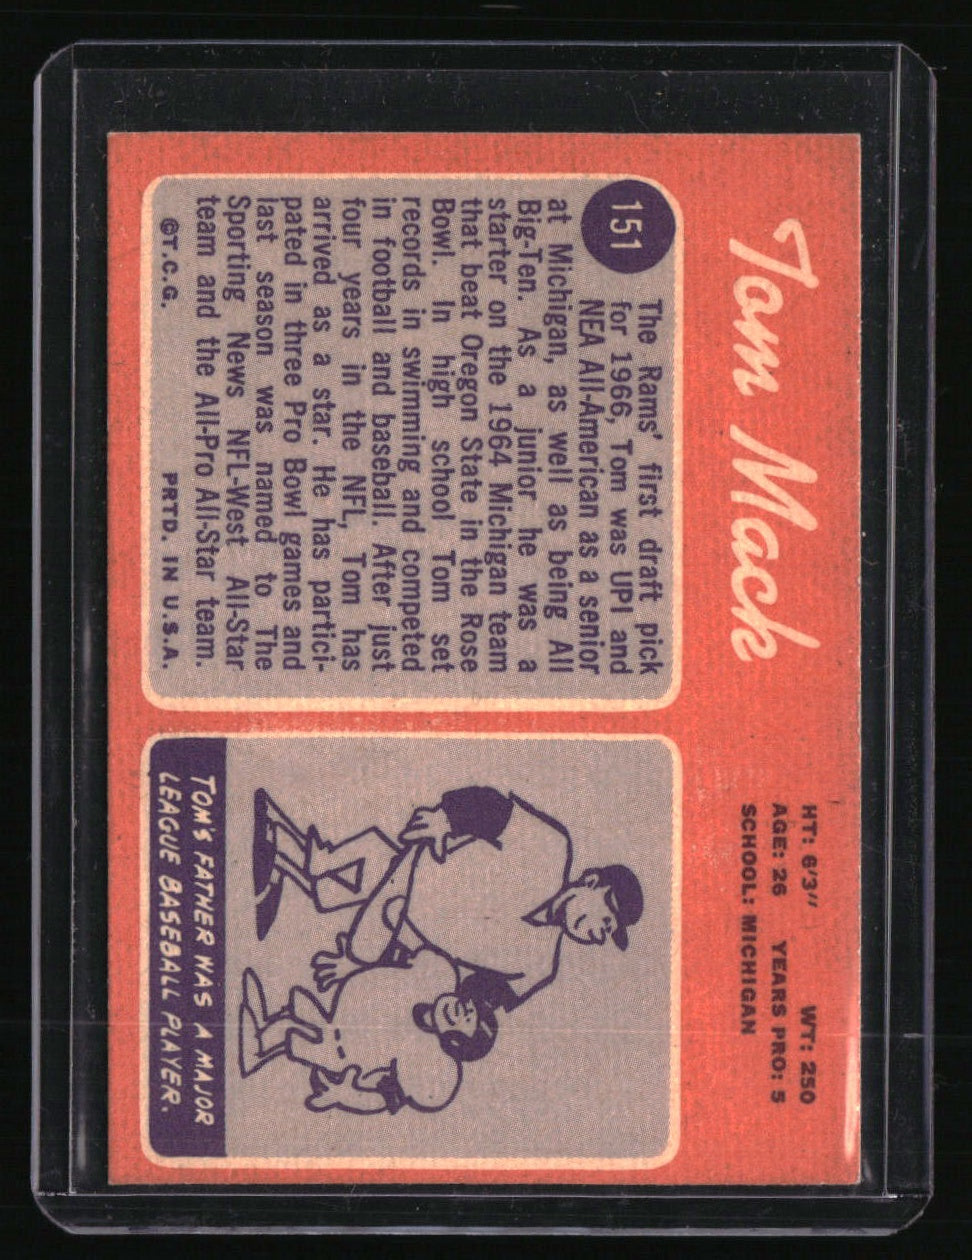 Tom Mack
HT: 6'3" WT: 250
AGE: 26 YEARS PRO: 5
SCHOOL: MICHIGAN
151
The Rams' first draft pick
for 1966, Tom was UPI and
NEA All-American as a senior
at Michigan, as well as being All
Big-Ten. As a junior he was a
starter on the 1964 Michigan team
that beat Oregon State in the Rose
Bowl. In high school Tom set
records in swimming and competed
in football and baseball. After just
four years in the NFL, Tom has
arrived as a star. He has partici-
pated in three Pro Bowl games and
last season was named to The
Sporting News NFL-West All-Star
team and the All-Pro All-Star team.
©T.C.G. PRTD. IN U.S.A.
TOM'S FATHER WAS A MAJOR
LEAGUE BASEBALL PLAYER.